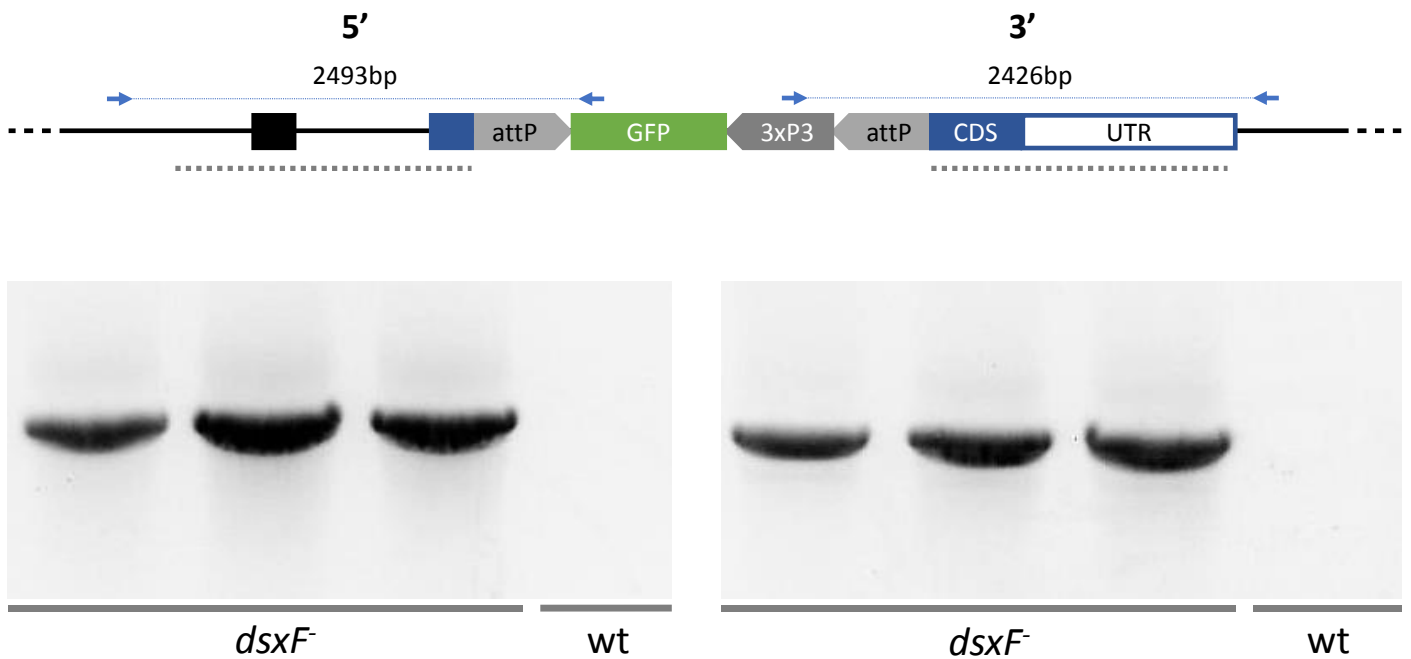 5’ 3’
2493bp 2426bp
attP GFP 3xP3 attP CDS UTR
dsxF- wt dsxF- wt